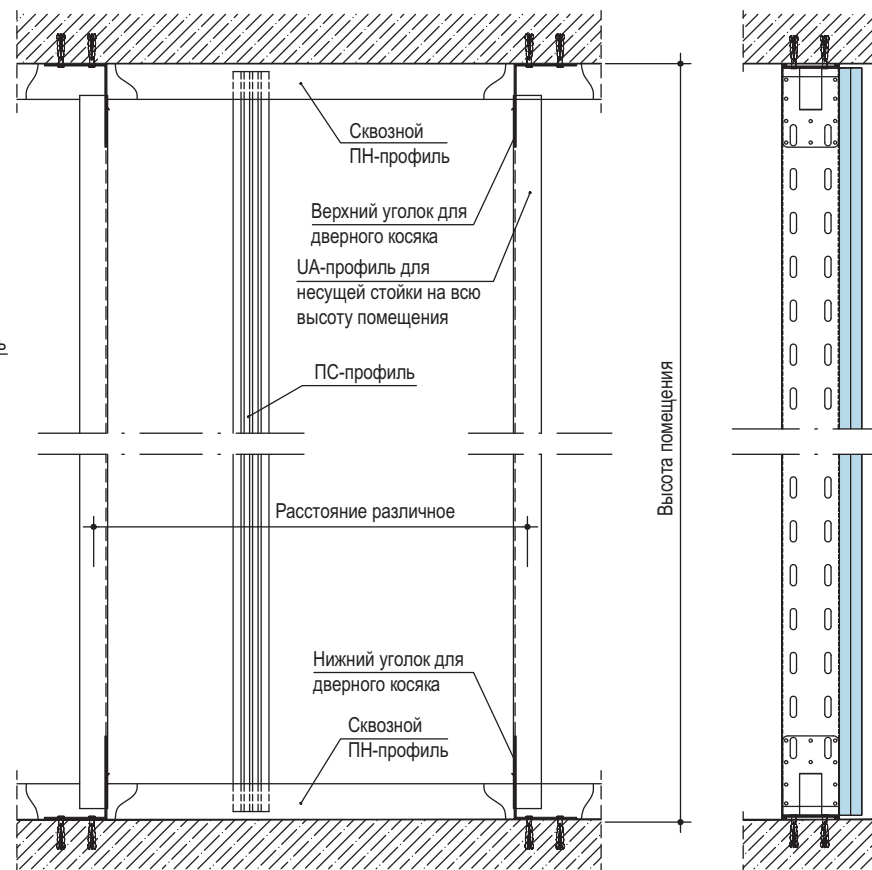 Сквозной
ПН-профиль
Верхний уголок для
дверного косяка
UA-профиль для
несущей стойки на всю
высоту помещения
ПС-профиль
Высота помещения
Расстояние различное
Нижний уголок для
дверного косяка
Сквозной
ПН-профиль